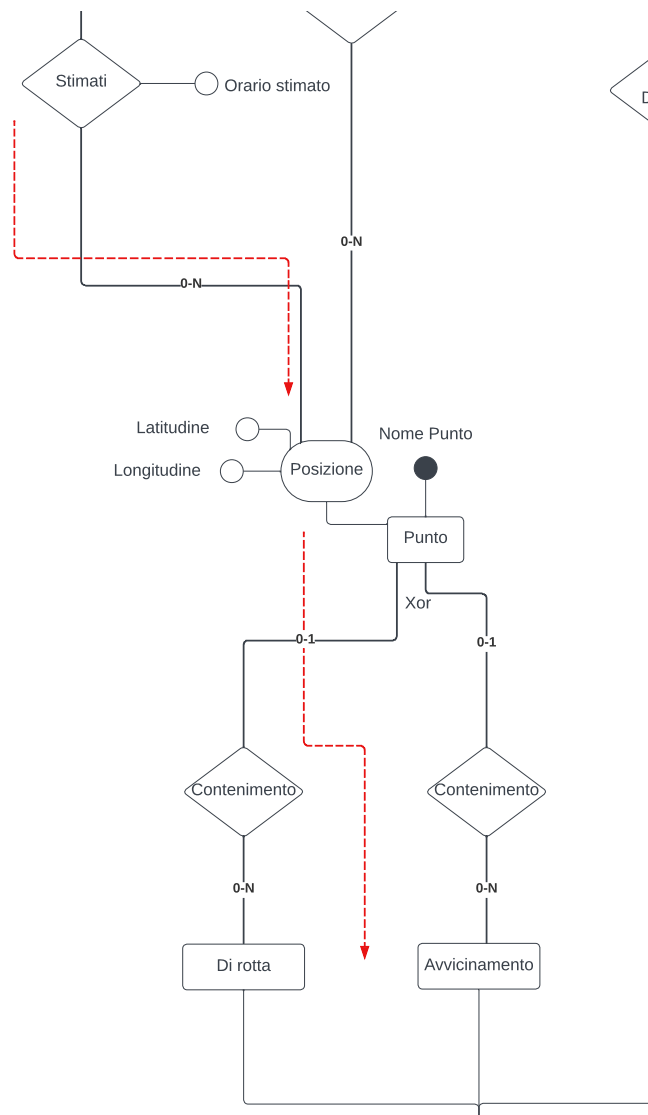 Stimati
Orario stimato
D
0-N
0-N
Latitudine
Nome Punto
Longitudine
Posizione
Punto
Xor
0-1
0-1
Contenimento
Contenimento
0-N
0-N
Di rotta
Avvicinamento